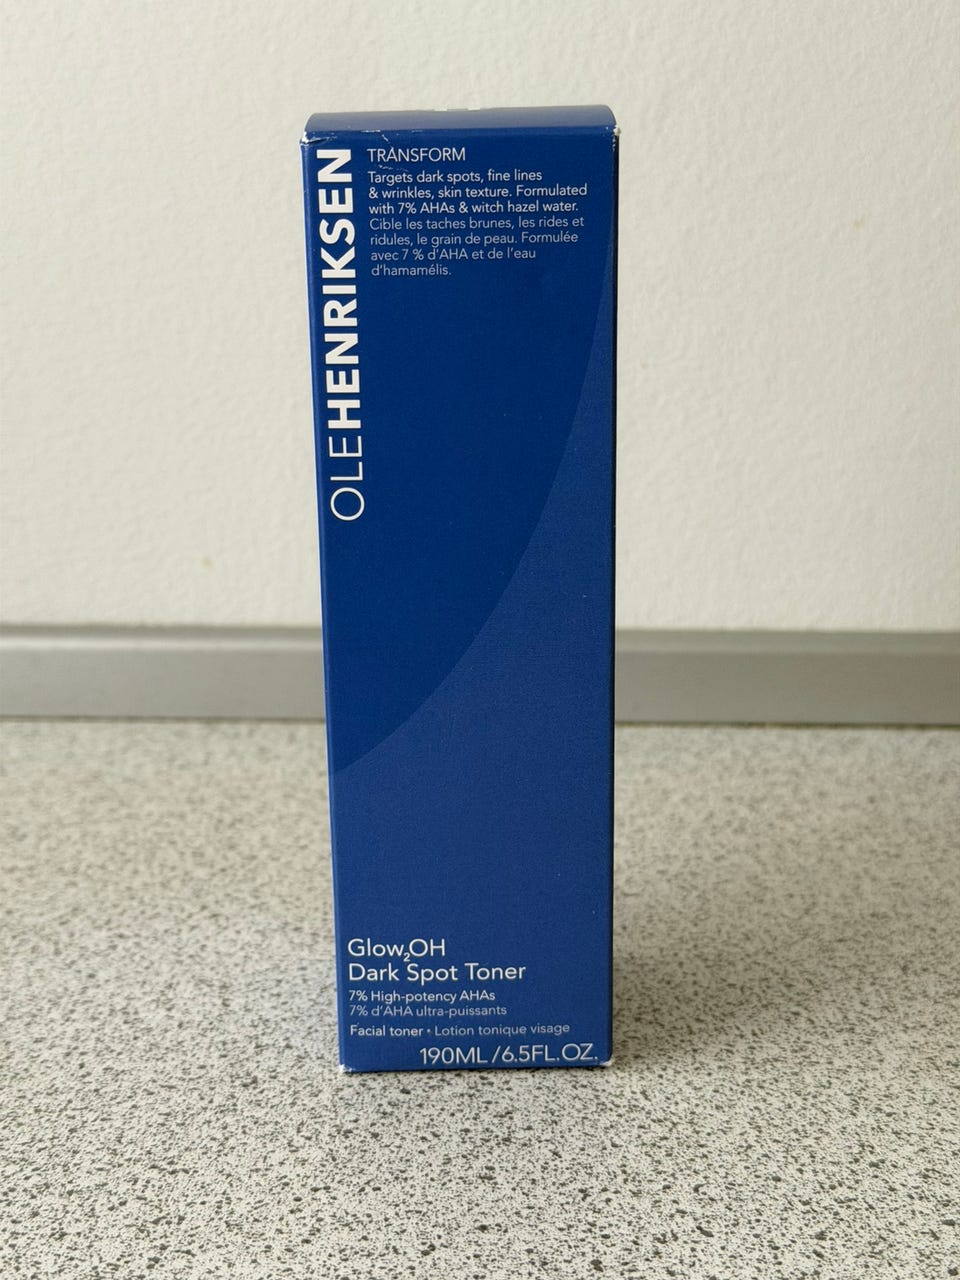 OLEHENRIKSEN
TRANSFORM
Targets dark spots, fine lines
& wrinkles, skin texture. Formulated
with 7% AHAs & witch hazel water.
Cible les taches brunes, les rides et
ridules, le grain de peau. Formulée
avec 7 % d'AHA et de l'eau
d'hamamélis.
Glow₂OH
Dark Spot Toner
7% High-potency AHAs
7% d'AHA ultra-puissants
Facial toner • Lotion tonique visage
190ML/6.5FL.OZ.